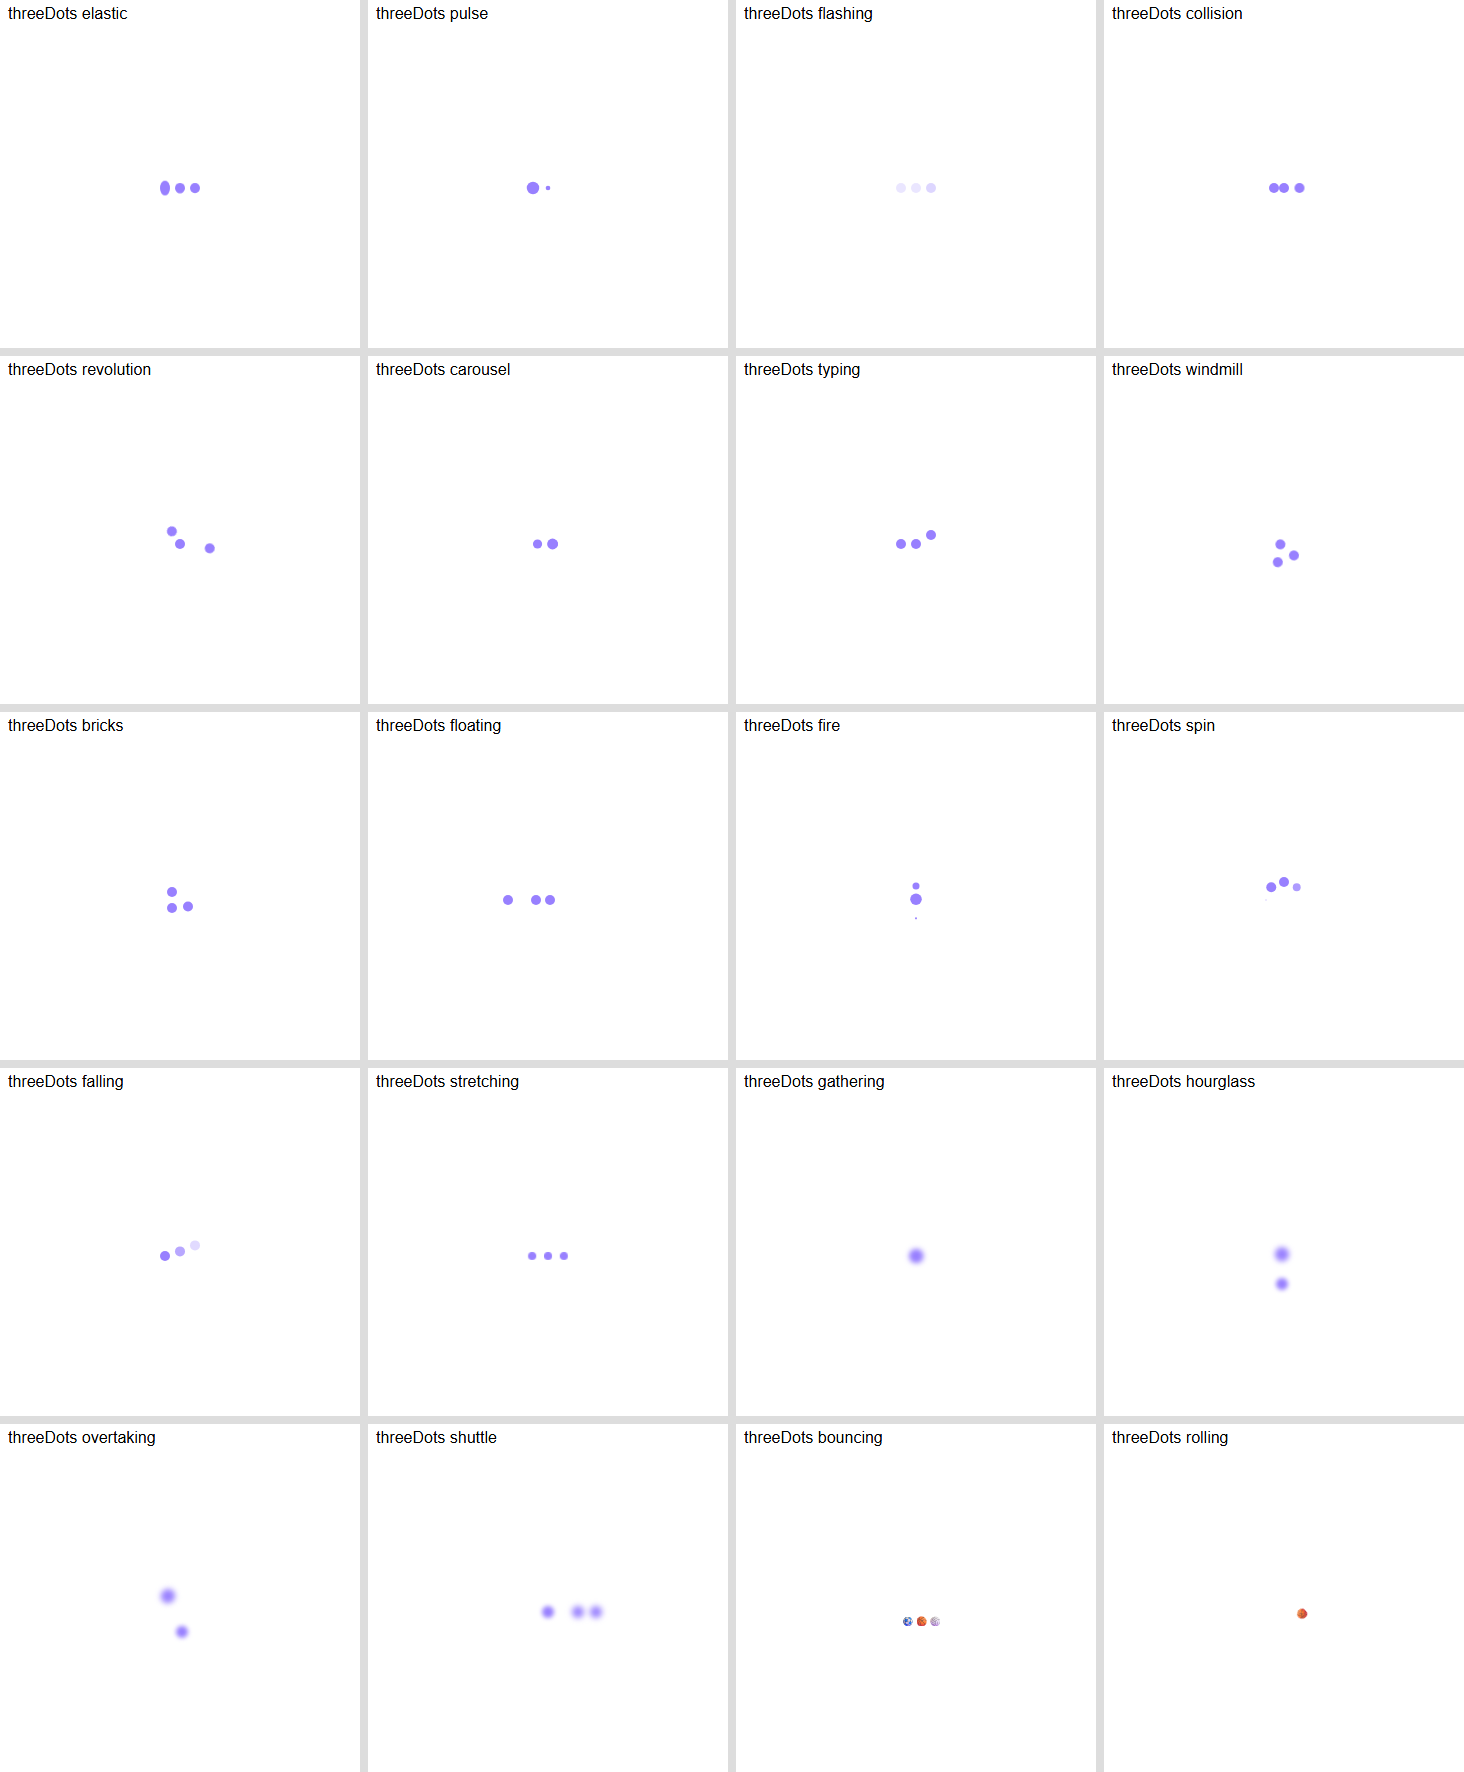 threeDots elastic
threeDots pulse
threeDots flashing
threeDots collision
threeDots revolution
threeDots carousel
threeDots typing
threeDots windmill
threeDots bricks
threeDots floating
threeDots fire
threeDots spin
threeDots falling
threeDots stretching
threeDots gathering
threeDots hourglass
threeDots overtaking
threeDots shuttle
threeDots bouncing
threeDots rolling